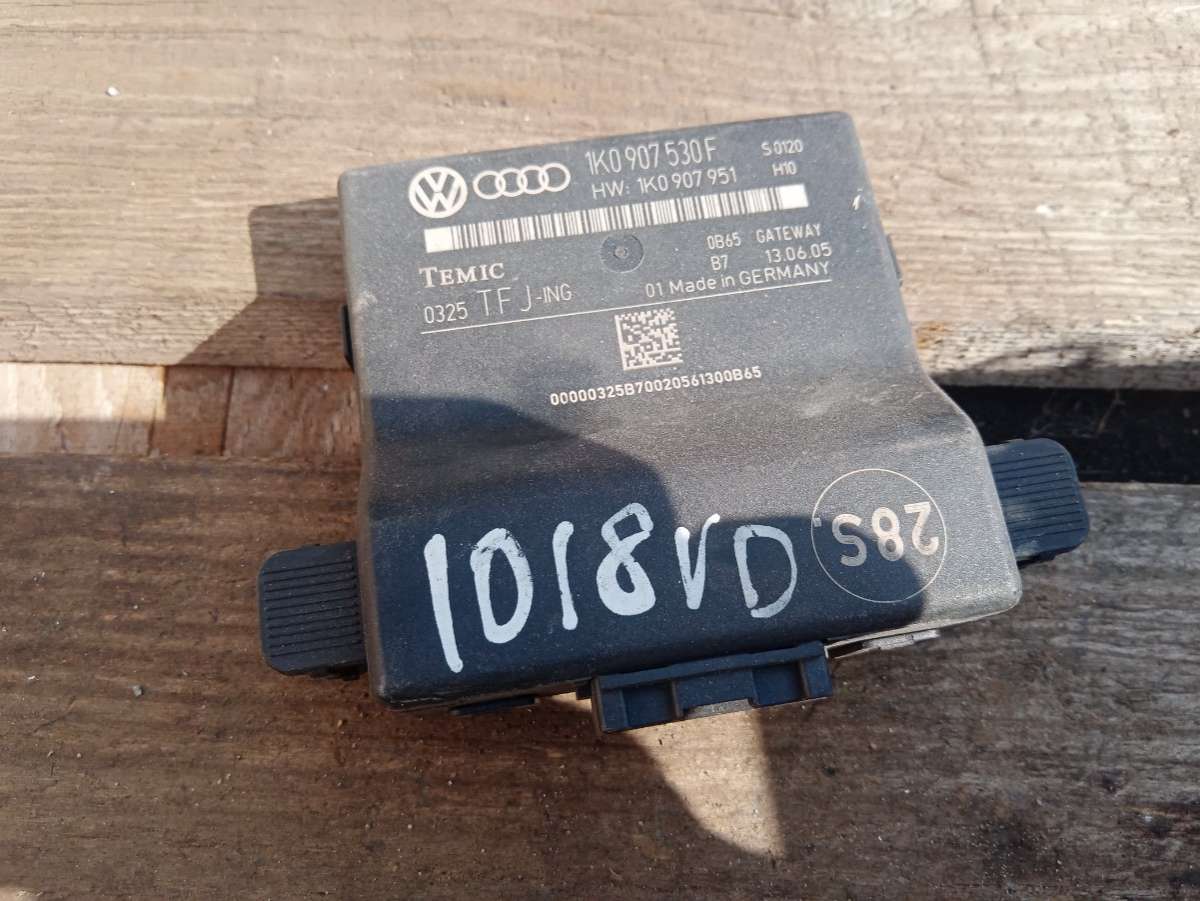 1K0 907 530 F
S 0120
HW: 1K0 907 951
H10
0B65 GATEWAY
TEMIC
B7 13.06.05
0325 TFJ-ING
01 Made in GERMANY
00000325B70020561300B65
28S.
1018VD